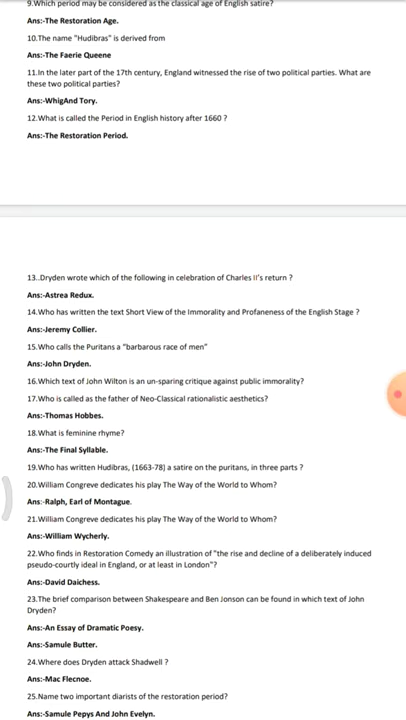 9.Which period may be considered as the classical age of English satire?
Ans:-The Restoration Age.
10.The name "Hudibras" is derived from
Ans:-The Faerie Queene
11.In the later part of the 17th century, England witnessed the rise of two political parties. What are
these two political parties?
Ans:-WhigAnd Tory.
12.What is called the Period in English history after 1660 ?
Ans:-The Restoration Period.
13..Dryden wrote which of the following in celebration of Charles II's return ?
Ans:-Astrea Redux.
14.Who has written the text Short View of the Immorality and Profaneness of the English Stage ?
Ans:-Jeremy Collier.
15.Who calls the Puritans a "barbarous race of men"
Ans:-John Dryden.
16.Which text of John Wilton is an un-sparing critique against public immorality?
17.Who is called as the father of Neo-Classical rationalistic aesthetics?
Ans:-Thomas Hobbes.
18.What is feminine rhyme?
Ans:-The Final Syllable.
19.Who has written Hudibras, (1663-78) a satire on the puritans, in three parts ?
20.William Congreve dedicates his play The Way of the World to Whom?
Ans:-Ralph, Earl of Montague.
21.William Congreve dedicates his play The Way of the World to Whom?
Ans:-William Wycherly.
22.Who finds in Restoration Comedy an illustration of "the rise and decline of a deliberately induced
pseudo-courtly ideal in England, or at least in London"?
Ans:-David Daichess.
23.The brief comparison between Shakespeare and Ben Jonson can be found in which text of John
Dryden?
Ans:-An Essay of Dramatic Poesy.
Ans:-Samule Butter.
24.Where does Dryden attack Shadwell ?
Ans:-Mac Flecnoe.
25.Name two important diarists of the restoration period?
Ans:-Samule Pepys And John Evelyn.